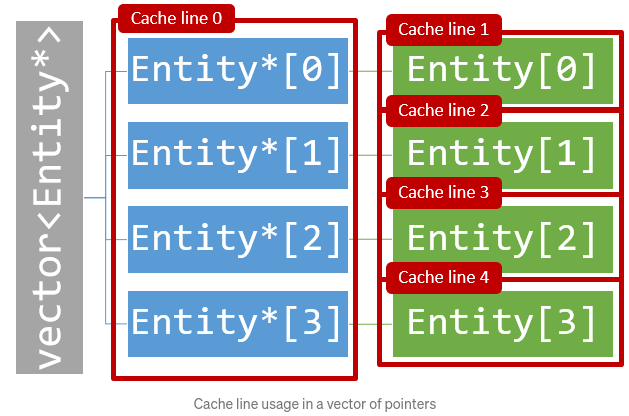 vector<Entity*>
Cache line 0
Entity*[0]
Entity*[1]
Entity*[2]
Entity*[3]
Cache line 1
Entity[0]
Cache line 2
Entity[1]
Cache line 3
Entity[2]
Cache line 4
Entity[3]
Cache line usage in a vector of pointers